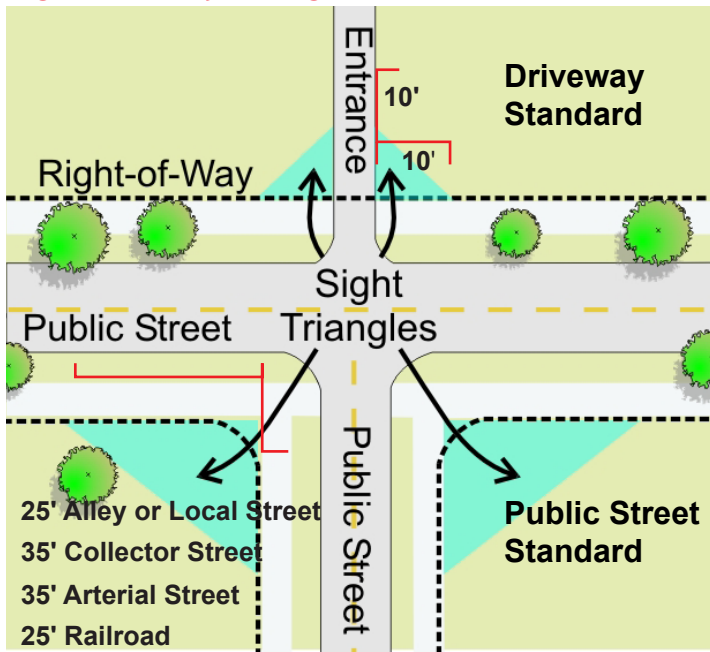 Entrance
10'
Driveway
Standard
10'
Right-of-Way
Sight
Triangles
Public Street
Public Street
25' Alley or Local Street
35' Collector Street
35' Arterial Street
25' Railroad
Public Street
Standard